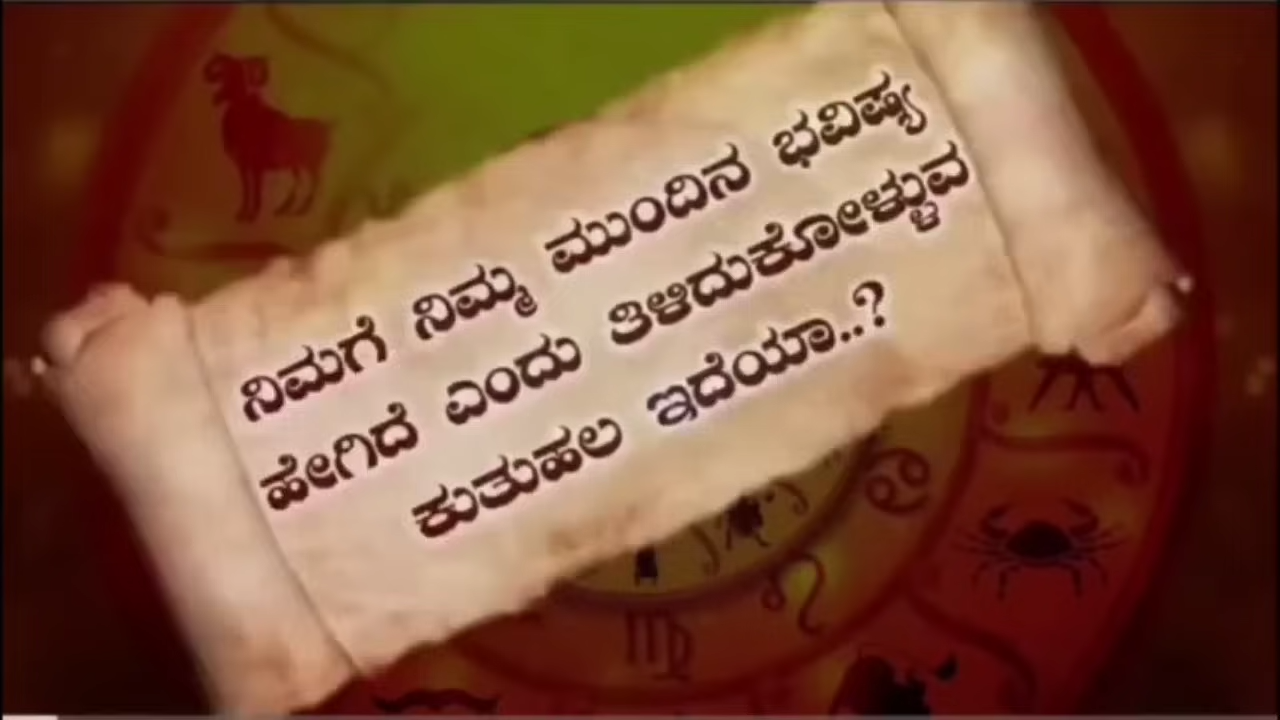 ನಿಮಗೆ ನಿಮ್ಮ ಮುಂದಿನ ಭವಿಷ್ಯ
ಹೇಗಿದೆ ಎಂದು ತಿಳಿದುಕೋಳ್ಳುವ
ಕುತುಹಲ ಇದೆಯಾ..?